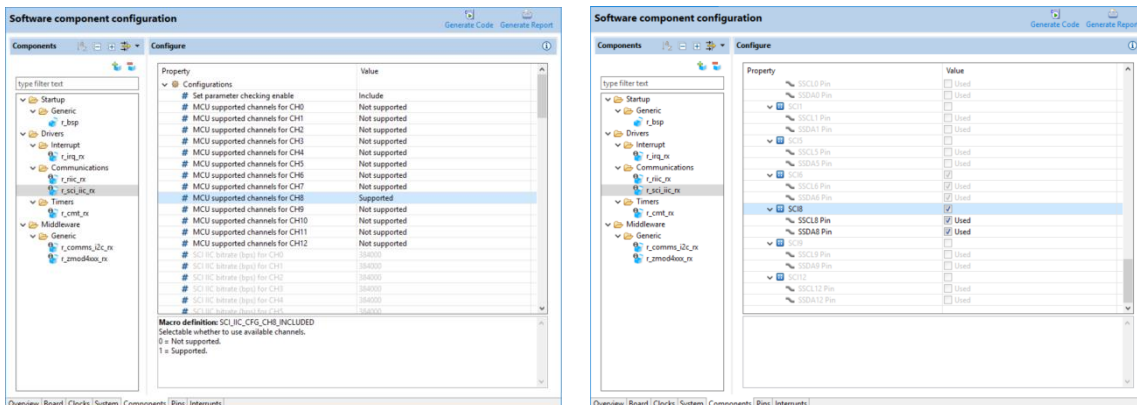 Software component configuration
Generate Code Generate Report
Components
Configure
type filter text
Startup
Generic
r_bsp
Drivers
Interrupt
r_irq_rx
Communications
r_riic_rx
r_sci_iic_rx
Timers
r_cmt_rx
Middleware
Generic
r_comms_i2c_rx
r_zmod4xxx_rx
Property Value
Configurations
# Set parameter checking enable Include
# MCU supported channels for CH0 Not supported
# MCU supported channels for CH1 Not supported
# MCU supported channels for CH2 Not supported
# MCU supported channels for CH3 Not supported
# MCU supported channels for CH4 Not supported
# MCU supported channels for CH5 Not supported
# MCU supported channels for CH6 Not supported
# MCU supported channels for CH7 Not supported
# MCU supported channels for CH8 Supported
# MCU supported channels for CH9 Not supported
# MCU supported channels for CH10 Not supported
# MCU supported channels for CH11 Not supported
# MCU supported channels for CH12 Not supported
# SCI IIC bitrate (bps) for CH0 384000
# SCI IIC bitrate (bps) for CH1 384000
# SCI IIC bitrate (bps) for CH2 384000
# SCI IIC bitrate (bps) for CH3 384000
# SCI IIC bitrate (bps) for CH4 384000
# SCI IIC bitrate (bps) for CH5 384000
Macro definition: SCI_IIC_CFG_CH8_INCLUDED
Selectable whether to use available channels.
0 = Not supported.
1 = Supported.
Overview Board Clocks System Components Pins Interrupts
Software component configuration
Generate Code Generate Report
Components
Configure
type filter text
Startup
Generic
r_bsp
Drivers
Interrupt
r_irq_rx
Communications
r_riic_rx
r_sci_iic_rx
Timers
r_cmt_rx
Middleware
Generic
r_comms_i2c_rx
r_zmod4xxx_rx
Property Value
SSCL0 Pin Used
SSDA0 Pin Used
SCI1
SSCL1 Pin Used
SSDA1 Pin Used
SCI5
SSCL5 Pin Used
SSDA5 Pin Used
SCI6
SSCL6 Pin Used
SSDA6 Pin Used
SCI8
SSCL8 Pin Used
SSDA8 Pin Used
SCI9
SSCL9 Pin Used
SSDA9 Pin Used
SCI12
SSCL12 Pin Used
SSDA12 Pin Used
Overview Board Clocks System Components Pins Interrupts